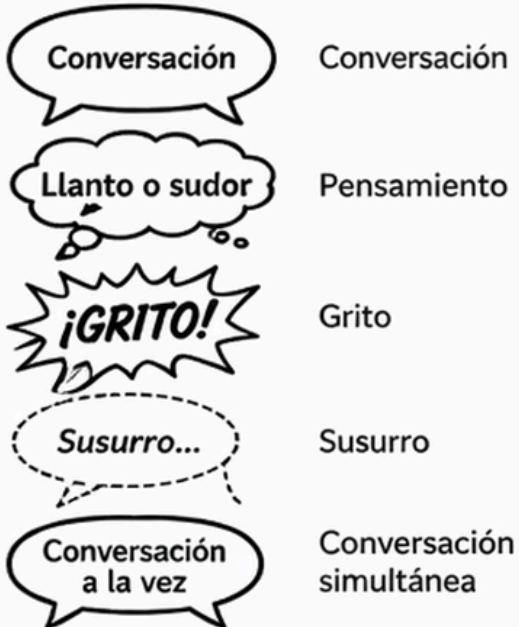 Conversación
Conversación
Llanto o sudor
Pensamiento
¡GRITO!
Grito
Susurro...
Susurro
Conversación
a la vez
Conversación
simultánea